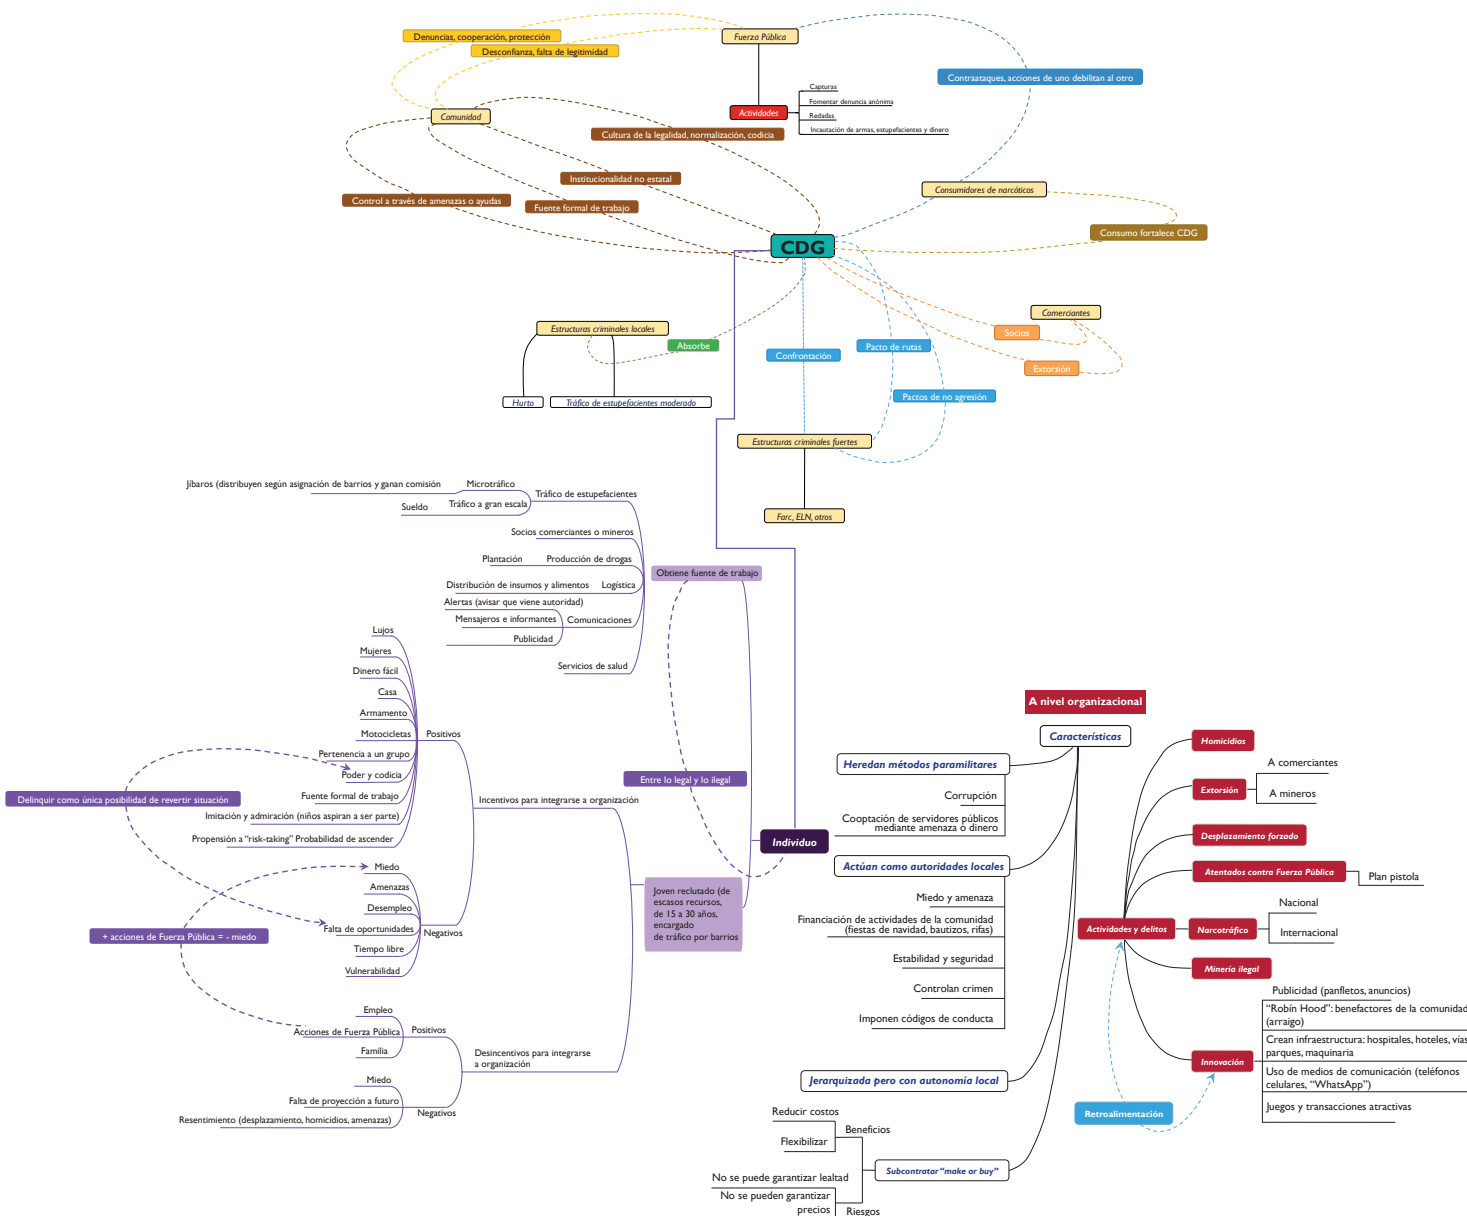 Denuncias, cooperación, protección
Desconfianza, falta de legitimidad
Fuerza Pública
Contraataques, acciones de uno debilitan al otro
Actividades
Capturas
Fomentar denuncia anónima
Redadas
Incautación de armas, estupefacientes y dinero
Comunidad
Cultura de la legalidad, normalización, codicia
Institucionalidad no estatal
Control a través de amenazas o ayudas
Fuente formal de trabajo
Consumidores de narcóticos
Consumo fortalece CDG
CDG
Comerciantes
Socios
Extorsión
Estructuras criminales locales
Absorbe
Confrontación
Pacto de rutas
Pactos de no agresión
Hurto
Tráfico de estupefacientes moderado
Estructuras criminales fuertes
Farc, ELN, otros
Jíbaros (distribuyen según asignación de barrios y ganan comisión
Microtráfico
Tráfico de estupefacientes
Sueldo
Tráfico a gran escala
Socios comerciantes o mineros
Plantación
Producción de drogas
Distribución de insumos y alimentos
Logística
Alertas (avisar que viene autoridad)
Mensajeros e informantes
Comunicaciones
Publicidad
Servicios de salud
Obtiene fuente de trabajo
Entre lo legal y lo ilegal
Individuo
Joven reclutado (de
escasos recursos,
de 15 a 30 años,
encargado
de tráfico por barrios
Lujos
Mujeres
Dinero fácil
Casa
Armamento
Motocicletas
Positivos
Pertenencia a un grupo
Poder y codicia
Fuente formal de trabajo
Imitación y admiración (niños aspiran a ser parte)
Propensión a “risk-taking” Probabilidad de ascender
Delinquir como única posibilidad de revertir situación
Incentivos para integrarse a organización
Miedo
Amenazas
Desempleo
Falta de oportunidades
Negativos
Tiempo libre
Vulnerabilidad
+ acciones de Fuerza Pública = - miedo
Empleo
Acciones de Fuerza Pública
Positivos
Familia
Desincentivos para integrarse
a organización
Miedo
Falta de proyección a futuro
Negativos
Resentimiento (desplazamiento, homicidios, amenazas)
A nivel organizacional
Características
Heredan métodos paramilitares
Corrupción
Cooptación de servidores públicos
mediante amenaza o dinero
Actúan como autoridades locales
Miedo y amenaza
Financiación de actividades de la comunidad
(fiestas de navidad, bautizos, rifas)
Estabilidad y seguridad
Controlan crimen
Imponen códigos de conducta
Jerarquizada pero con autonomía local
Reducir costos
Beneficios
Flexibilizar
Subcontratar “make or buy”
No se puede garantizar lealtad
No se pueden garantizar
precios
Riesgos
Actividades y delitos
Homicidios
Extorsión
A comerciantes
A mineros
Desplazamiento forzado
Atentados contra Fuerza Pública
Plan pistola
Narcotráfico
Nacional
Internacional
Minería ilegal
Innovación
Publicidad (panfletos, anuncios)
“Robín Hood”: benefactores de la comunidad
(arraigo)
Crean infraestructura: hospitales, hoteles, vías
parques, maquinaria
Uso de medios de comunicación (teléfonos
celulares, “WhatsApp”)
Juegos y transacciones atractivas
Retroalimentación